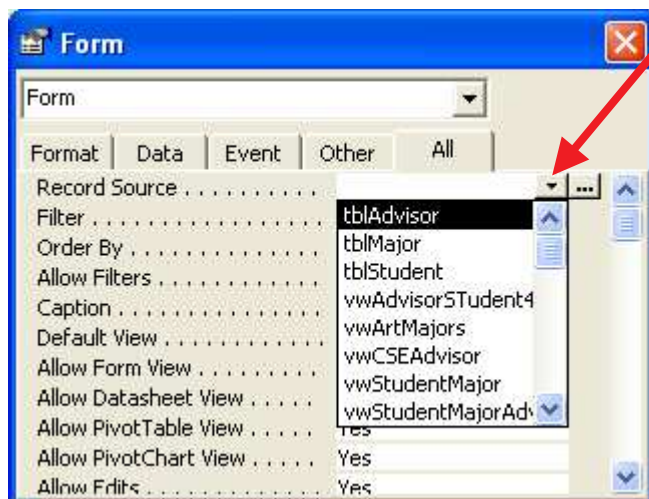 Form
Form
Format Data Event Other All
Record Source . . . . . . . . . . ...
Filter . . . . . . . . . . . . . . . . . tblAdvisor
Order By . . . . . . . . . . . . . . tblMajor
Allow Filters . . . . . . . . . . . . tblStudent
Caption . . . . . . . . . . . . . . . vwAdvisorSTudent4
Default View . . . . . . . . . . . . vwArtMajors
Allow Form View . . . . . . . . . vwCSEAdvisor
Allow Datasheet View . . . . . vwStudentMajor
Allow PivotTable View . . . . . vwStudentMajorAdv
Yes
Allow PivotChart View . . . . . Yes
Allow Edits . . . . . . . . . . . . . Yes